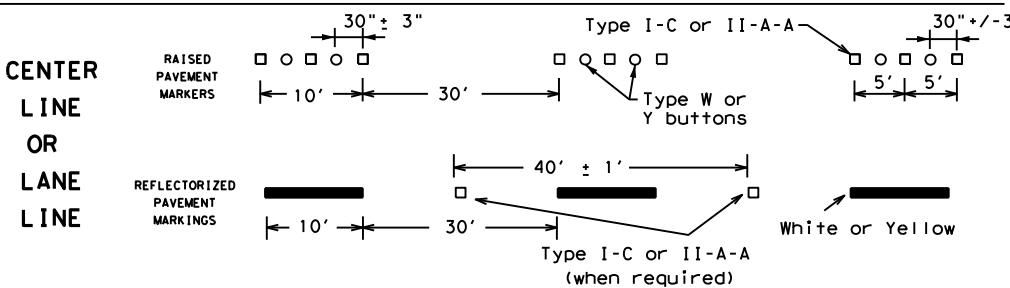 30"± 3"
Type I-C or II-A-A
30"+/-3
CENTER
LINE
OR
LANE
LINE
RAISED
PAVEMENT
MARKERS
10'
30'
Type W or
Y buttons
5'
5'
40' ± 1'
REFLECTORIZED
PAVEMENT
MARKINGS
10'
30'
Type I-C or II-A-A
(when required)
White or Yellow